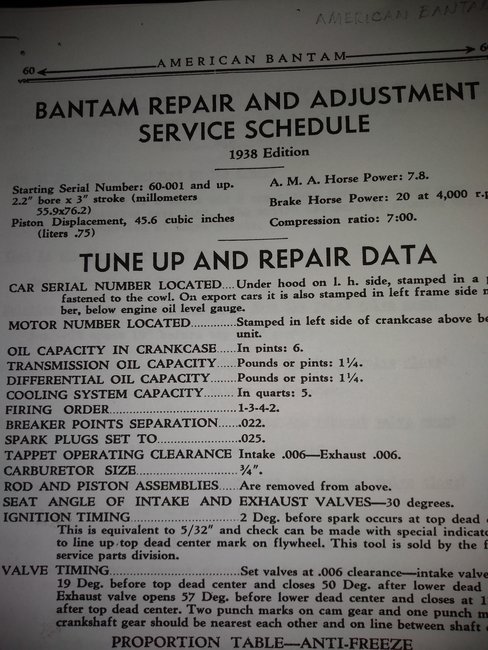 AMERICAN BANTA
60 AMERICAN BANTAM 6
BANTAM REPAIR AND ADJUSTMENT
SERVICE SCHEDULE
1938 Edition
Starting Serial Number: 60-001 and up.
2.2" bore x 3" stroke (millometers
55.9x76.2)
Piston Displacement, 45.6 cubic inches
(liters .75)
A. M. A. Horse Power: 7.8.
Brake Horse Power: 20 at 4,000 r.p
Compression ratio: 7:00.
TUNE UP AND REPAIR DATA
CAR SERIAL NUMBER LOCATED....Under hood on l. h. side, stamped in a p
fastened to the cowl. On export cars it is also stamped in left frame side m
ber, below engine oil level gauge.
MOTOR NUMBER LOCATED..............Stamped in left side of crankcase above be
unit.
OIL CAPACITY IN CRANKCASE.....In pints: 6.
TRANSMISSION OIL CAPACITY......Pounds or pints: 1¼.
DIFFERENTIAL OIL CAPACITY.......Pounds or pints: 1¼.
COOLING SYSTEM CAPACITY........In quarts: 5.
FIRING ORDER..............................1-3-4-2.
BREAKER POINTS SEPARATION......022.
SPARK PLUGS SET TO....................025.
TAPPET OPERATING CLEARANCE Intake .006—Exhaust .006.
CARBURETOR SIZE........................¾".
ROD AND PISTON ASSEMBLIES....Are removed from above.
SEAT ANGLE OF INTAKE AND EXHAUST VALVES—30 degrees.
IGNITION TIMING........................2 Deg. before spark occurs at top dead
This is equivalent to 5/32" and check can be made with special indicato
to line up top dead center mark on flywheel. This tool is sold by the f
service parts division.
VALVE TIMING............................Set valves at .006 clearance—intake valve
19 Deg. before top dead center and closes 50 Deg. after lower dead
Exhaust valve opens 57 Deg. before lower dead center and closes at 1
after top dead center. Two punch marks on cam gear and one punch m
crankshaft gear should be nearest each other and on line between shaft
PROPORTION TABLE—ANTI-FREEZE